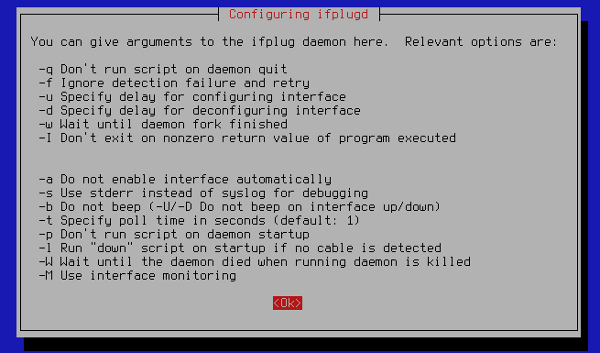 Configuring ifplugd
You can give arguments to the ifplug daemon here.  Relevant options are:
-q Don't run script on daemon quit
-f Ignore detection failure and retry
-u Specify delay for configuring interface
-d Specify delay for deconfiguring interface
-w Wait until daemon fork finished
-I Don't exit on nonzero return value of program executed
-a Do not enable interface automatically
-s Use stderr instead of syslog for debugging
-b Do not beep (-U/-D Do not beep on interface up/down)
-t Specify poll time in seconds (default: 1)
-p Don't run script on daemon startup
-l Run "down" script on startup if no cable is detected
-W Wait until the daemon died when running daemon is killed
-M Use interface monitoring
<Ok>